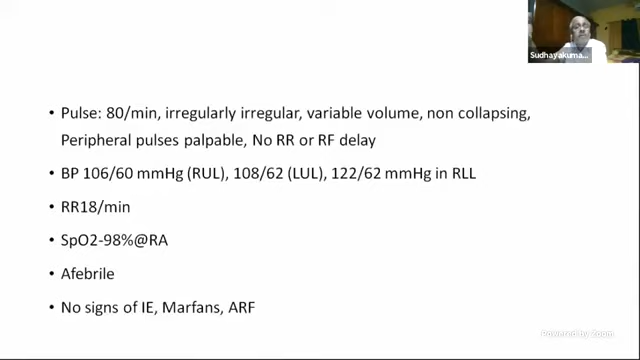 Sudhayakuma...
• Pulse: 80/min, irregularly irregular, variable volume, non collapsing,
Peripheral pulses palpable, No RR or RF delay
• BP 106/60 mmHg (RUL), 108/62 (LUL), 122/62 mmHg in RLL
• RR18/min
• SpO2-98%@RA
• Afebrile
• No signs of IE, Marfans, ARF
Powered by Zoom